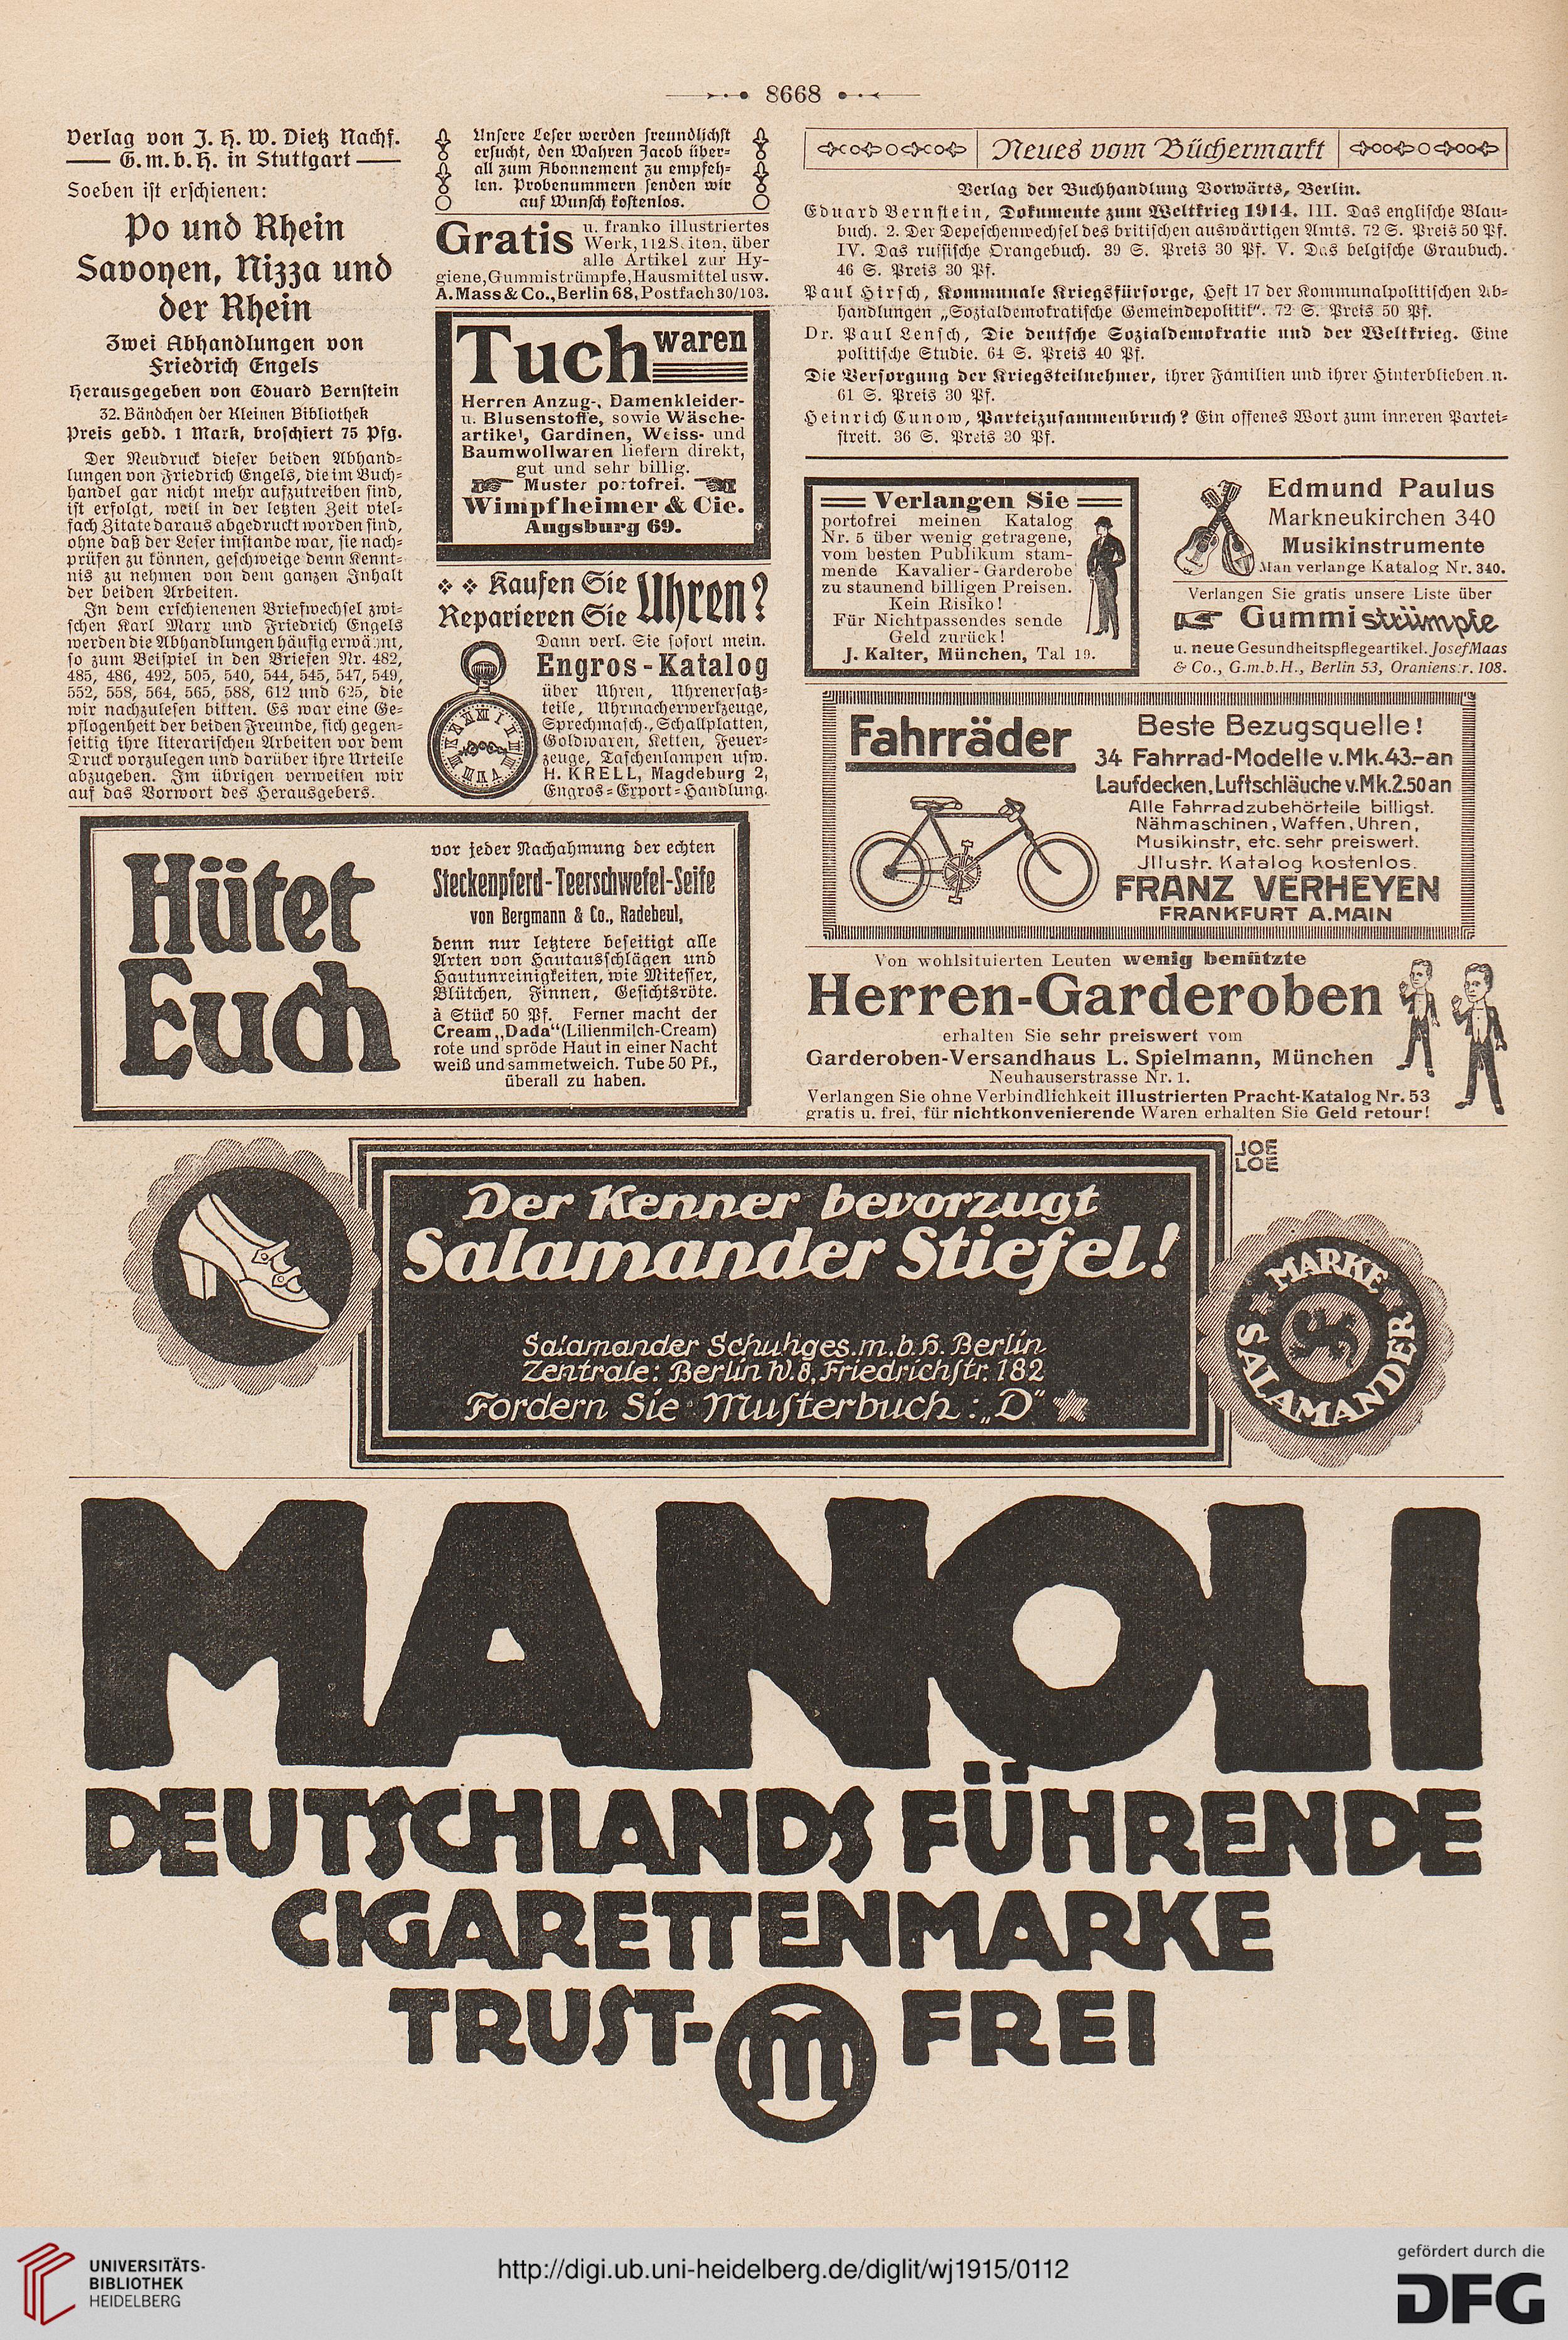 8668
Verlag von J. H. W. Dietz Nachf.
G. m. b. H. in Stuttgart
Soeben ist erschienen:
Po und Rhein
Savoyen, Nizza und
der Rhein
Zwei Abhandlungen von
Friedrich Engels
Herausgegeben von Eduard Bernstein
32. Bändchen der Kleinen Bibliothek
Preis gebd. 1 Mark, broschiert 75 Pfg.
Der Neudruck dieser beiden Abhand-
lungen von Friedrich Engels, die im Buch-
handel gar nicht mehr aufzutreiben sind,
ist erfolgt, weil in der letzten Zeit viel-
fach Zitate daraus abgedruckt worden sind,
ohne daß der Leser imstande war, sie nach-
prüfen zu können, geschweige denn Kennt-
nis zu nehmen von dem ganzen Inhalt
der beiden Arbeiten.
In dem erschienenen Briefwechsel zwi-
schen Karl Marx und Friedrich Engels
werden die Abhandlungen häufig erwähnt,
so zum Beispiel in den Briefen Nr. 482,
485, 486, 492, 505, 540, 544, 545, 547, 549,
552, 558, 564, 565, 588, 612 und 625, die
wir nachzulesen bitten. Es war eine Ge-
pflogenheit der beiden Freunde, sich gegen-
seitig ihre literarischen Arbeiten vor dem
Druck vorzulegen und darüber ihre Urteile
abzugeben. Im übrigen verweisen wir
auf das Vorwort des Herausgebers.
Unsere Leser werden freundlichst
ersucht, den Wahren Jacob über-
all zum Abonnement zu empfeh-
len. Probenummern senden wir
auf Wunsch kostenlos.
Gratis u. franko illustriertes
Werk, 112 Seiten, über
alle Artikel zur Hy-
giene, Gummistrümpfe, Hausmittel usw.
A. Mass & Co., Berlin 68, Postfach 30/103.
Tuchwaren
Herren Anzug-, Damenkleider-
u. Blusenstoffe, sowie Wäsche-
artikel, Gardinen, Weiss- und
Baumwollwaren liefern direkt,
gut und sehr billig.
Muster portofrei.
Wimpfheimer & Cie.
Augsburg 69.
Kaufen Sie
Reparieren Sie Uhren?
Dann verl. Sie sofort mein.
Engros-Katalog
über Uhren, Uhrenersatz-
teile, Uhrmacherwerkzeuge,
Sprechmasch., Schallplatten,
Goldwaren, Ketten, Feuer-
zeuge, Taschenlampen usw.
H. KRELL, Magdeburg 2,
Engros-Export-Handlung.
Hütet
Euch
vor jeder Nachahmung der echten
Steckenpferd-Teerschwefel-Seife
von Bergmann & Co., Radebeul,
denn nur letztere beseitigt alle
Arten von Hautausschlägen und
Hautunreinigkeiten, wie Mitesser,
Blütchen, Finnen, Gesichtsröte.
à Stück 50 Pf. Ferner macht der
Cream „Dada“ (Lilienmilch-Cream)
rote und spröde Haut in einer Nacht
weiß und sammetweich. Tube 50 Pf.,
überall zu haben.
Neues vom Büchermarkt
Verlag der Buchhandlung Vorwärts, Berlin.
Eduard Bernstein, Dokumente zum Weltkrieg 1914. III. Das englische Blau-
buch. 2. Der Depeschenwechsel des britischen auswärtigen Amts. 72 S. Preis 50 Pf.
IV. Das russische Orangebuch. 39 S. Preis 30 Pf. V. Das belgische Graubuch.
46 S. Preis 30 Pf.
Paul Hirsch, Kommunale Kriegsfürsorge, Heft 17 der Kommunalpolitischen Ab-
handlungen „Sozialdemokratische Gemeindepolitik“. 72 S. Preis 50 Pf.
Dr. Paul Lensch, Die deutsche Sozialdemokratie und der Weltkrieg. Eine
politische Studie. 64 S. Preis 40 Pf.
Die Versorgung der Kriegsteilnehmer, ihrer Familien und ihrer Hinterblieben n.
61 S. Preis 30 Pf.
Heinrich Cunow, Parteizusammenbruch? Ein offenes Wort zum inneren Partei-
streit. 36 S. Preis 30 Pf.
Verlangen Sie
portofrei meinen Katalog
Nr. 5 über wenig getragene,
vom besten Publikum stam-
mende Kavalier-Garderobe
zu staunend billigen Preisen.
Kein Risiko!
Für Nichtpassendes sende
Geld zurück!
J. Kalter, München, Tal 19.
Edmund Paulus
Markneukirchen 340
Musikinstrumente
Man verlange Katalog Nr. 340.
Verlangen Sie gratis unsere Liste über
Gummistrümpfe
u. neue Gesundheitspflegeartikel. Josef Maas
& Co., G.m.b.H., Berlin 53, Oranienstr. 108.
Fahrräder
Beste Bezugsquelle!
34 Fahrrad-Modelle v. Mk. 43.- an
Laufdecken, Luftschläuche v. Mk. 2.50 an
Alle Fahrradzubehörteile billigst.
Nähmaschinen, Waffen, Uhren,
Musikinstr, etc. sehr preiswert.
Jllustr. Katalog kostenlos.
FRANZ VERHEYEN
FRANKFURT A. MAIN
Von wohlsituierten Leuten wenig benützte
Herren-Garderoben
erhalten Sie sehr preiswert vom
Garderoben-Versandhaus L. Spielmann, München
Neuhauserstrasse Nr. 1.
Verlangen Sie ohne Verbindlichkeit illustrierten Pracht-Katalog Nr. 53
gratis u. frei, für nichtkonvenierende Waren erhalten Sie Geld retour!
JOE
LOE
Der Kenner bevorzugt
Salamander Stiefel!
Salamander Schuhges. m. b. H. Berlin
Zentrale: Berlin W. 8, Friedrichstr. 182
Fordern Sie Musterbuch: „D“
MARKE
SALAMANDER
MANOLI
DEUTSCHLANDS FÜHRENDE
CIGARETTENMARKE
TRUST-M FREI
UNIVERSITÄTS-
BIBLIOTHEK
HEIDELBERG
http://digi.ub.uni-heidelberg.de/diglit/wj1915/0112
gefördert durch die
DFG